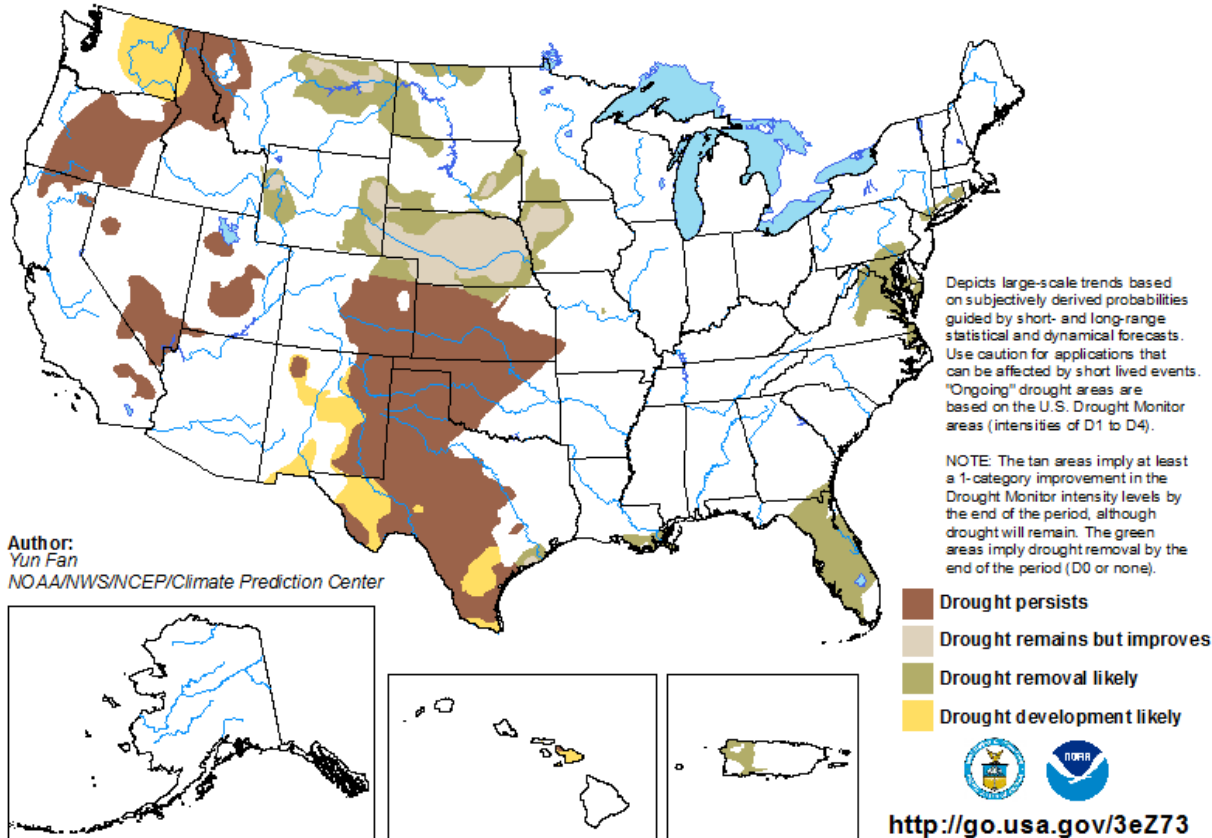 Depicts large-scale trends based
on subjectively derived probabilities
guided by short- and long-range
statistical and dynamical forecasts.
Use caution for applications that
can be affected by short lived events.
"Ongoing" drought areas are
based on the U.S. Drought Monitor
areas (intensities of D1 to D4).
NOTE: The tan areas imply at least
a 1-category improvement in the
Drought Monitor intensity levels by
the end of the period, although
drought will remain. The green
areas imply drought removal by the
end of the period (D0 or none).
Author:
Yun Fan
NOAA/NWS/NCEP/Climate Prediction Center
Drought persists
Drought remains but improves
Drought removal likely
Drought development likely
NOAA
http://go.usa.gov/3eZ73